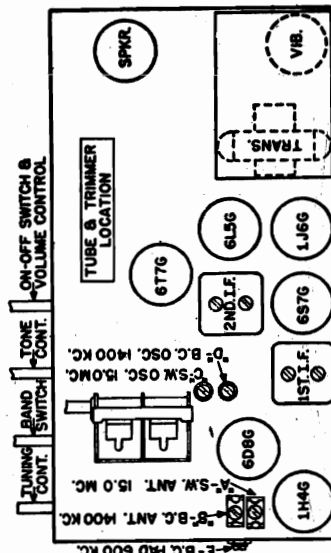 TUNING
CONT.
BAND
SWITCH
TONE
CONT.
ON-OFF SWITCH &
VOLUME CONTROL
SPKR.
TUBE & TRIMMER
LOCATION
VIB.
TRANS.
6T7G
6L5G
1J6G
2ND.I.F.
6S7G
1ST.I.F.
6D8G
1H4G
"C"-S.W. OSC. 15.0 MC.
"D"-B.C. OSC. 1400 KC.
"A"-S.W. ANT. 15.0 MC.
"B"-B.C. ANT. 1400 KC.
"E"-B.C. PAD 600 KC.